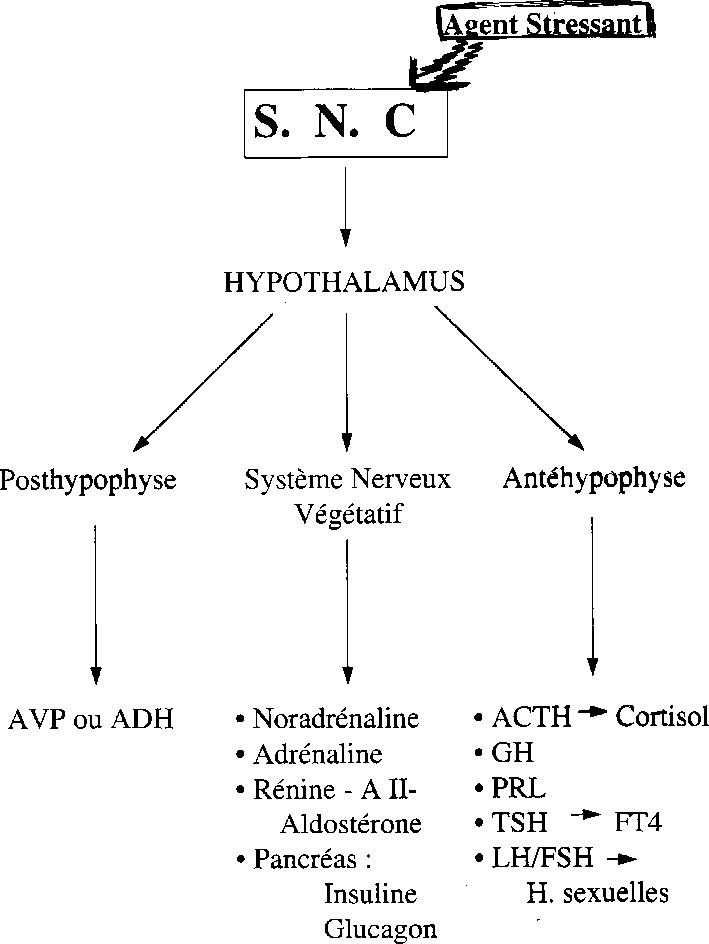 Agent Stressant
S. N. C
HYPOTHALAMUS
Posthypophyse
Système Nerveux
Végétatif
Antéhypophyse
AVP ou ADH
• Noradrénaline
• Adrénaline
• Rénine - A II-
Aldostérone
• Pancréas :
Insuline
Glucagon
• ACTH → Cortisol
• GH
• PRL
• TSH → FT4
• LH/FSH →
H. sexuelles